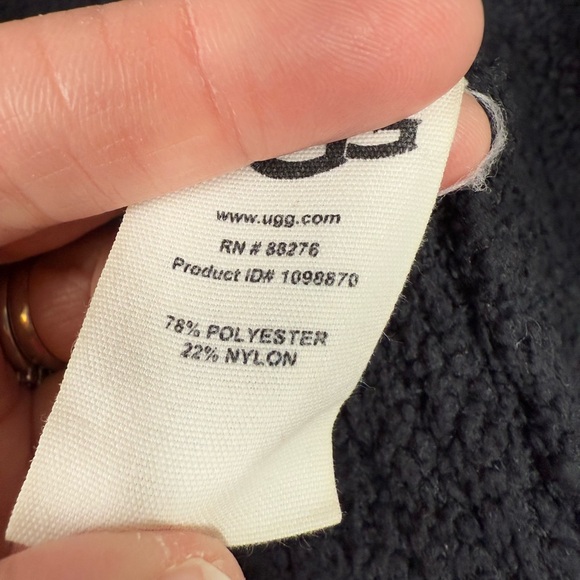 www.ugg.com
RN # 88276
Product ID# 1098870
78% POLYESTER
22% NYLON